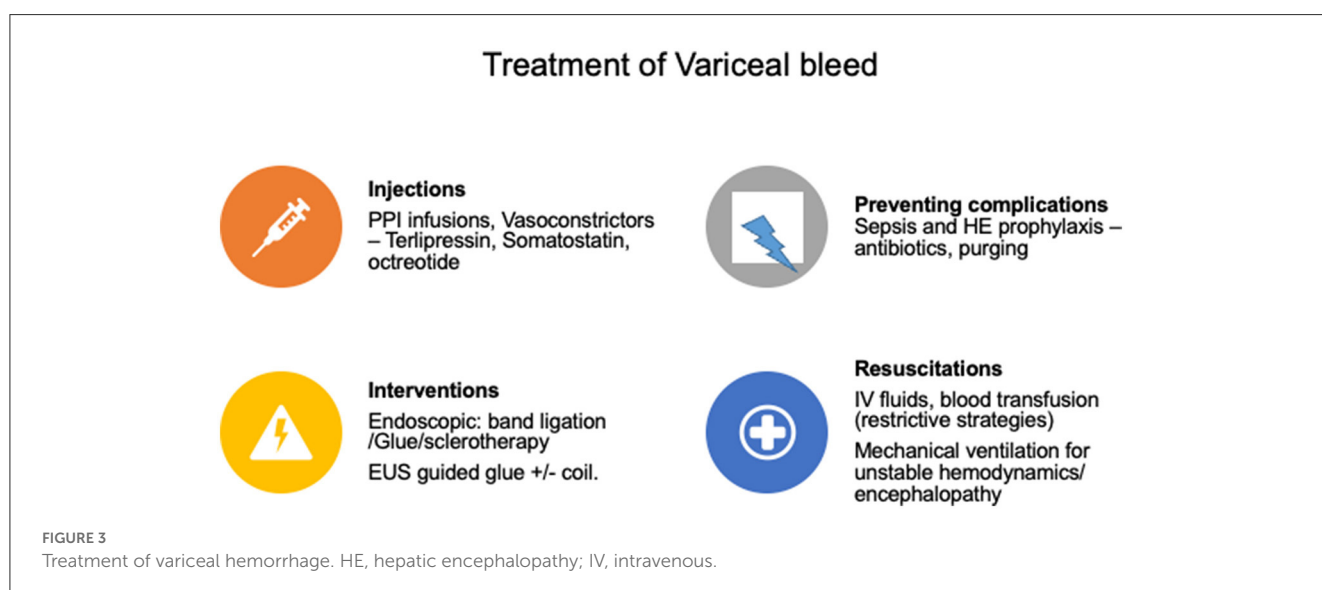 Treatment of Variceal bleed
Injections
PPI infusions, Vasoconstrictors
– Terlipressin, Somatostatin,
octreotide
Preventing complications
Sepsis and HE prophylaxis –
antibiotics, purging
Interventions
Endoscopic: band ligation
/Glue/sclerotherapy
EUS guided glue +/- coil.
Resuscitations
IV fluids, blood transfusion
(restrictive strategies)
Mechanical ventilation for
unstable hemodynamics/
encephalopathy
FIGURE 3
Treatment of variceal hemorrhage. HE, hepatic encephalopathy; IV, intravenous.